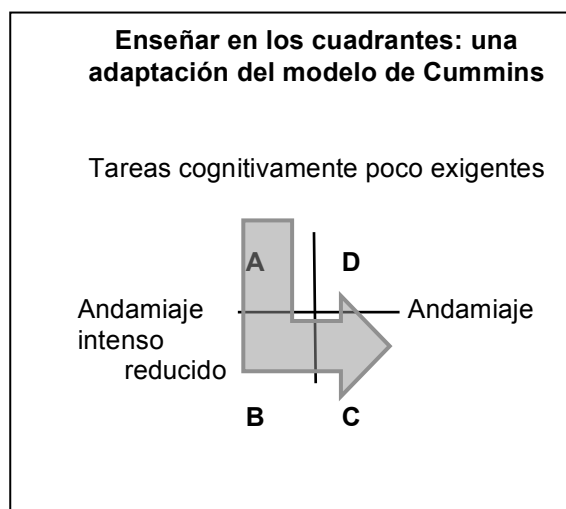 Enseñar en los cuadrantes: una
adaptación del modelo de Cummins
Tareas cognitivamente poco exigentes
A D
Andamiaje Andamiaje
intenso
reducido
B C